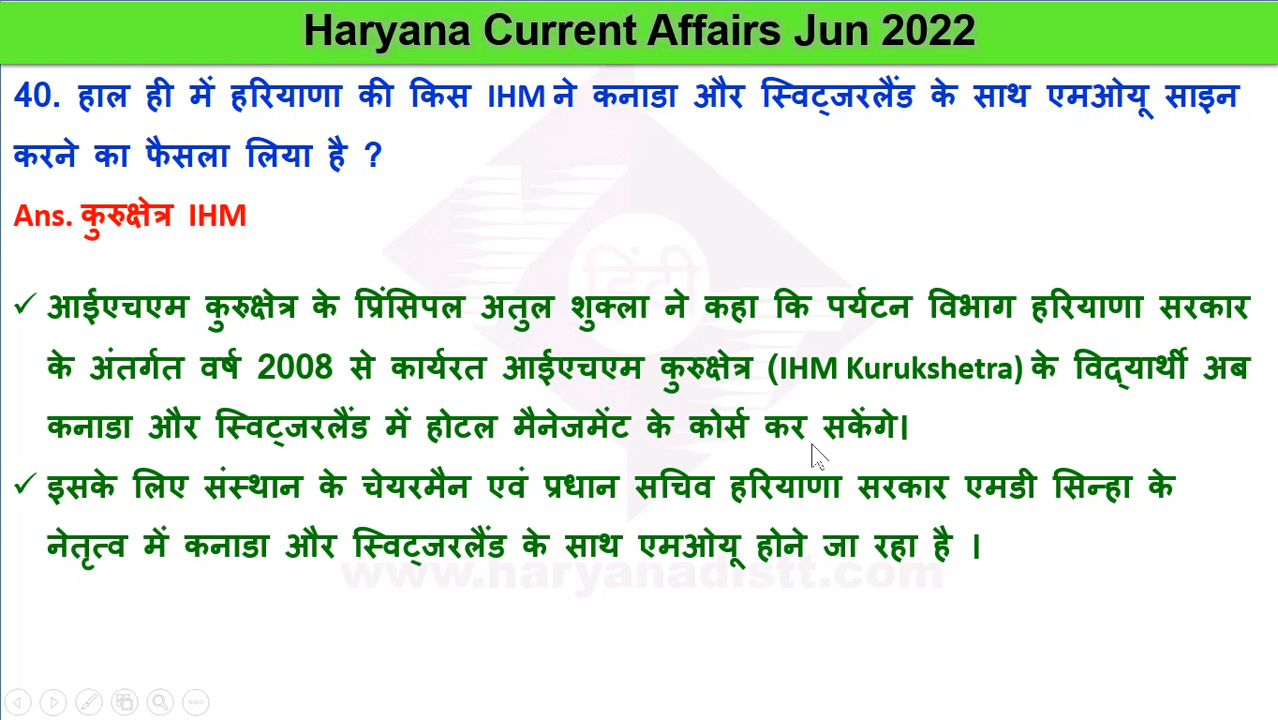 Haryana Current Affairs Jun 2022
40. हाल ही में हरियाणा की किस IHM ने कनाडा और स्विट्जरलैंड के साथ एमओयू साइन
करने का फैसला लिया है ?
Ans. कुरुक्षेत्र IHM
हिंदी
✓ आईएचएम कुरुक्षेत्र के प्रिंसिपल अतुल शुक्ला ने कहा कि पर्यटन विभाग हरियाणा सरकार
के अंतर्गत वर्ष 2008 से कार्यरत आईएचएम कुरुक्षेत्र (IHM Kurukshetra) के विद्यार्थी अब
कनाडा और स्विट्जरलैंड में होटल मैनेजमेंट के कोर्स कर सकेंगे।
✓ इसके लिए संस्थान के चेयरमैन एवं प्रधान सचिव हरियाणा सरकार एमडी सिन्हा के
नेतृत्व में कनाडा और स्विट्जरलैंड के साथ एमओयू होने जा रहा है ।
www.haryanadistt.com